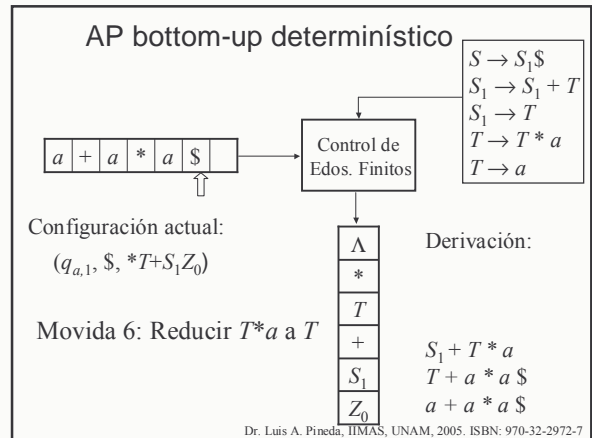 AP bottom-up determinístico
S → S₁$
S₁ → S₁ + T
S₁ → T
T → T * a
T → a
a + a * a $
Control de
Edos. Finitos
Configuración actual:
(qₐ,₁, $, *T+S₁Z₀)
Movida 6: Reducir T*a a T
Λ
*
T
+
S₁
Z₀
Derivación:
S₁ + T * a
T + a * a $
a + a * a $
Dr. Luis A. Pineda, IIMAS, UNAM, 2005. ISBN: 970-32-2972-7